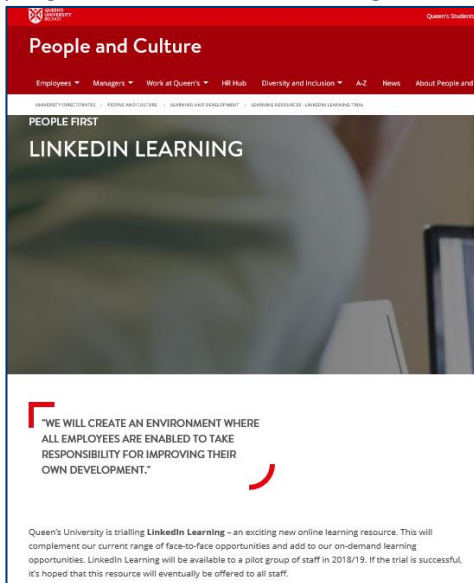 QUEEN'S
UNIVERSITY
BELFAST
Queen's Students
People and Culture
Employees Managers Work at Queen's HR Hub Diversity and Inclusion A-Z News About People and
UNIVERSITY DIRECTORATES / PEOPLE AND CULTURE / LEARNING AND DEVELOPMENT / LEARNING RESOURCES - LINKEDIN LEARNING TRIAL
PEOPLE FIRST
LINKEDIN LEARNING
"WE WILL CREATE AN ENVIRONMENT WHERE
ALL EMPLOYEES ARE ENABLED TO TAKE
RESPONSIBILITY FOR IMPROVING THEIR
OWN DEVELOPMENT."
Queen's University is trialling LinkedIn Learning – an exciting new online learning resource. This will
complement our current range of face-to-face opportunities and add to our on-demand learning
opportunities. LinkedIn Learning will be available to a pilot group of staff in 2018/19. If the trial is successful,
it's hoped that this resource will eventually be offered to all staff.